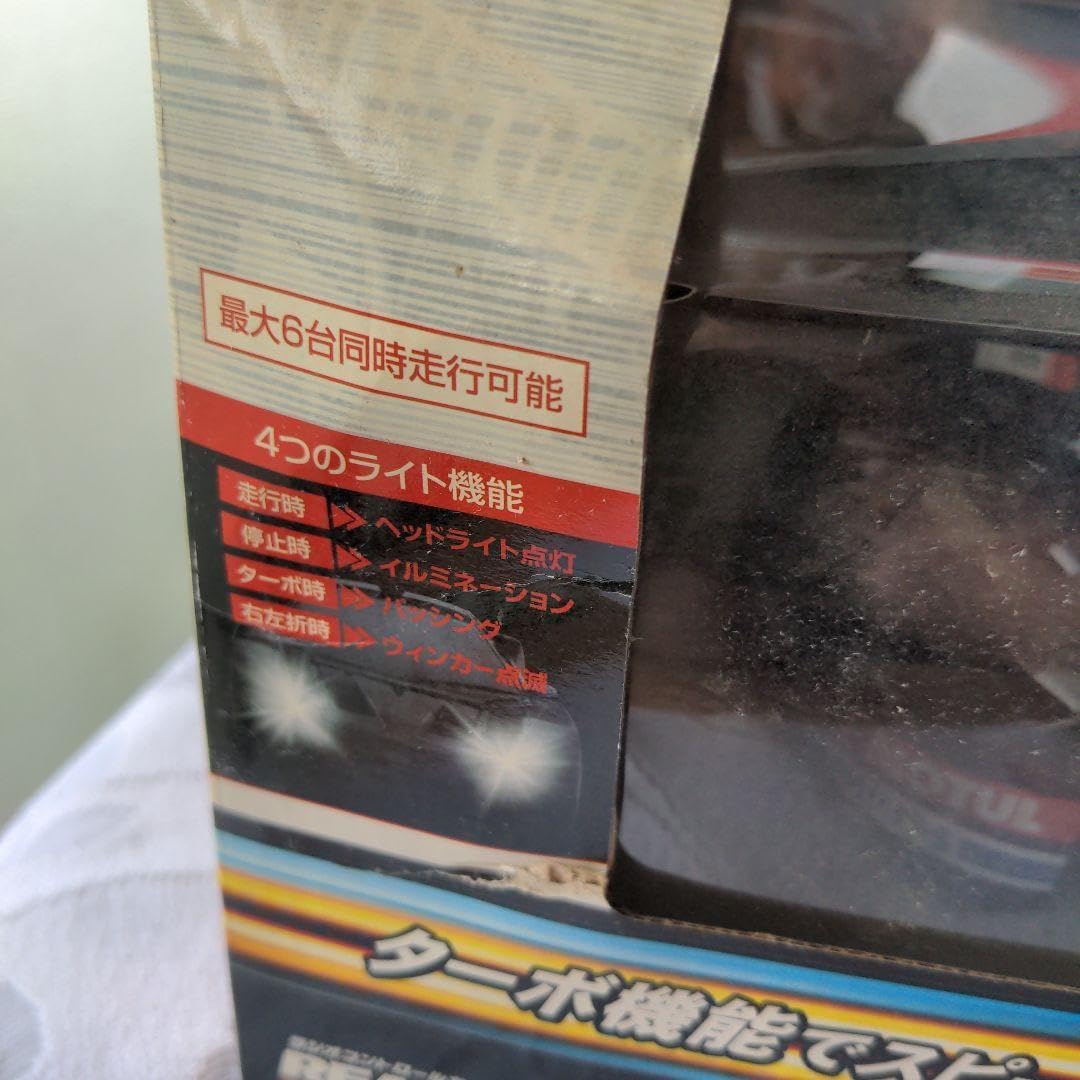 最大6台同時走行可能
4つのライト機能
走行時 ヘッドライト点灯
停止時 イルミネーション
ターボ時 パッシング
右左折時 ウィンカー点滅
MOTUL
ターボ機能でスピ